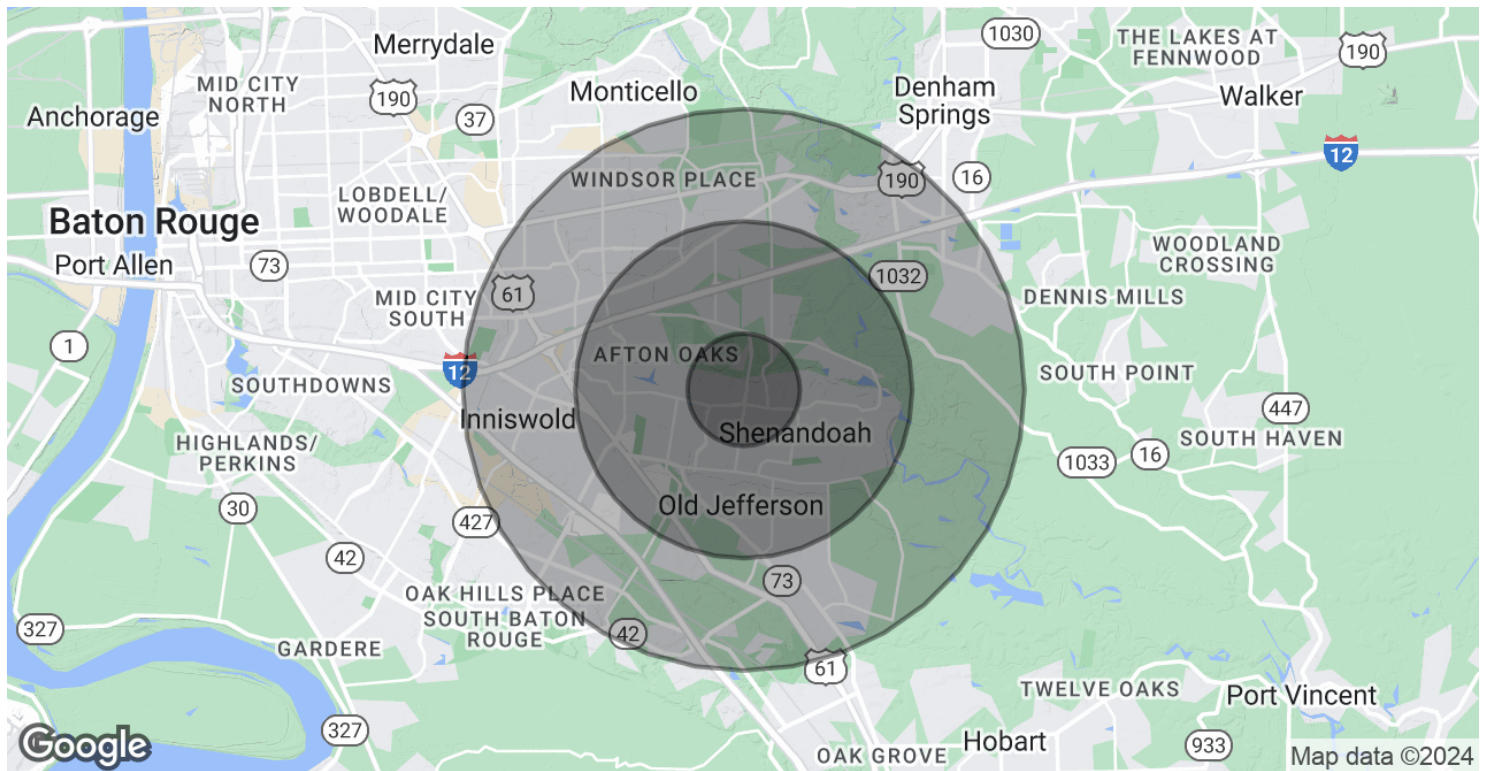 Merrydale
1030
THE LAKES AT
FENNWOOD
190
MID CITY
NORTH
190
Monticello
Denham
Springs
Walker
Anchorage
37
12
LOBDELL/
WOODALE
WINDSOR PLACE
190
16
Baton Rouge
Port Allen
73
WOODLAND
CROSSING
MID CITY
SOUTH
61
1032
DENNIS MILLS
1
AFTON OAKS
12
SOUTHDOWNS
SOUTH POINT
447
Inniswold
Shenandoah
SOUTH HAVEN
HIGHLANDS/
PERKINS
1033
16
30
427
Old Jefferson
42
73
OAK HILLS PLACE
SOUTH BATON
ROUGE
42
327
GARDERE
61
TWELVE OAKS
Port Vincent
327
Google
OAK GROVE
Hobart
933
Map data ©2024